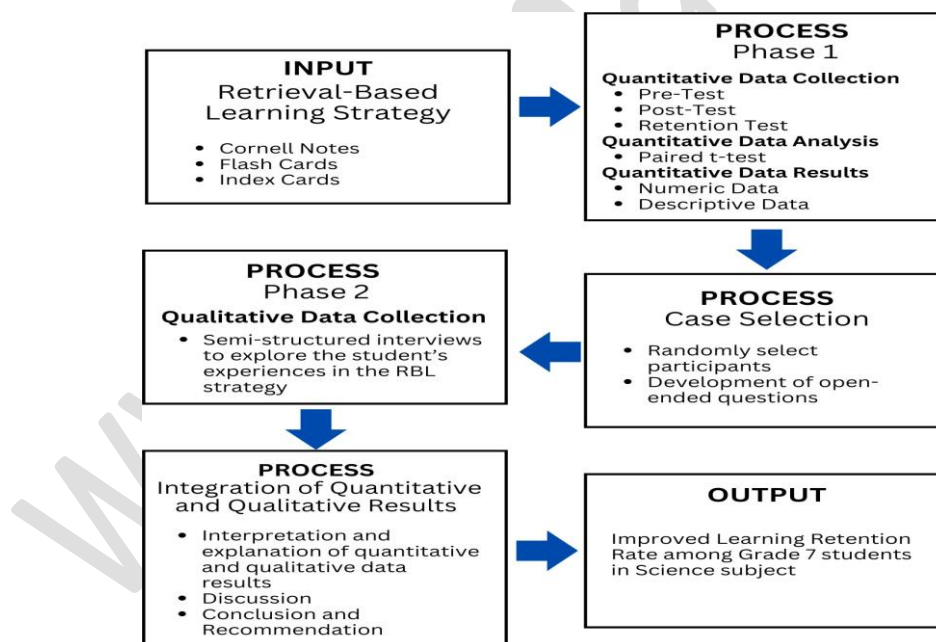 INPUT
Retrieval-Based
Learning Strategy
• Cornell Notes
• Flash Cards
• Index Cards
PROCESS
Phase 1
Quantitative Data Collection
• Pre-Test
• Post-Test
• Retention Test
Quantitative Data Analysis
• Paired t-test
Quantitative Data Results
• Numeric Data
• Descriptive Data
PROCESS
Case Selection
• Randomly select
participants
• Development of open-
ended questions
PROCESS
Phase 2
Qualitative Data Collection
• Semi-structured interviews
to explore the student's
experiences in the RBL
strategy
PROCESS
Integration of Quantitative
and Qualitative Results
• Interpretation and
explanation of quantitative
and qualitative data
results
• Discussion
• Conclusion and
Recommendation
OUTPUT
Improved Learning Retention
Rate among Grade 7 students
in Science subject